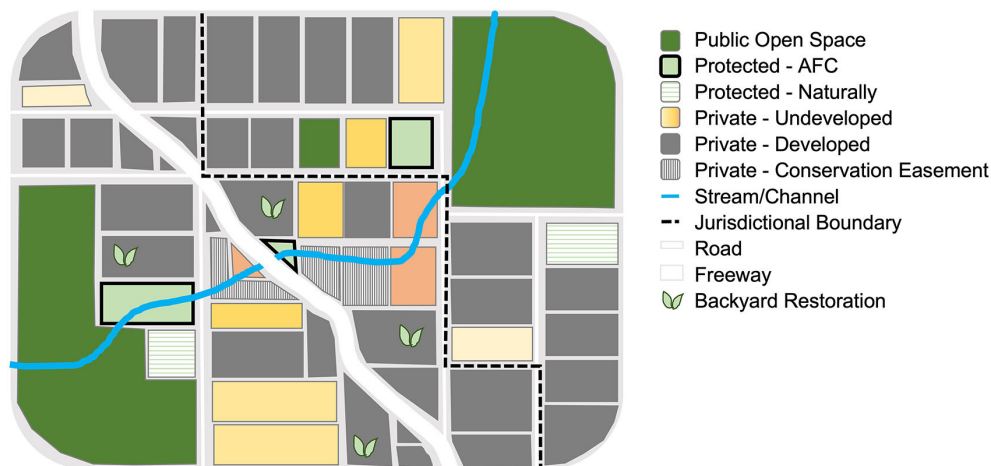 Public Open Space
Protected - AFC
Protected - Naturally
Private - Undeveloped
Private - Developed
Private - Conservation Easement
Stream/Channel
Jurisdictional Boundary
Road
Freeway
Backyard Restoration